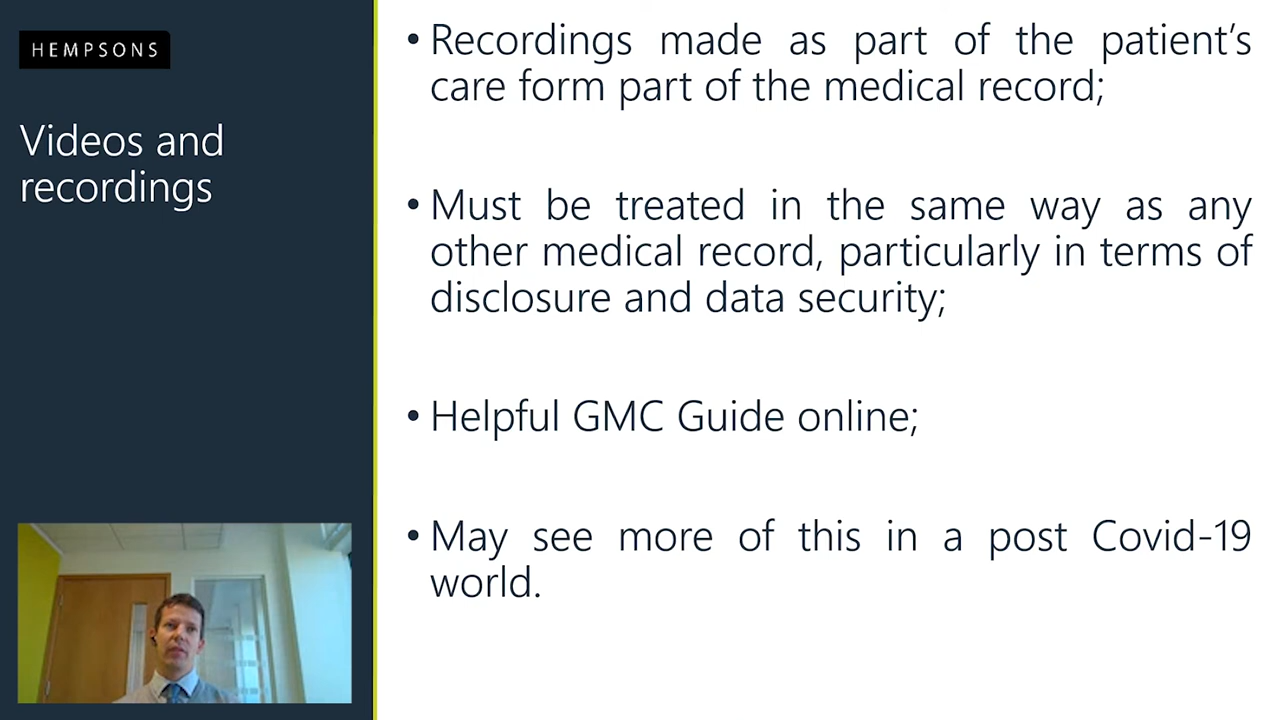 HEMPSONS
Videos and
recordings
• Recordings made as part of the patient's
care form part of the medical record;
• Must be treated in the same way as any
other medical record, particularly in terms of
disclosure and data security;
• Helpful GMC Guide online;
• May see more of this in a post Covid-19
world.